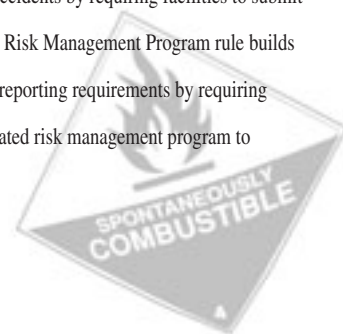 ccidents by requiring facilities to submit
Risk Management Program rule builds
reporting requirements by requiring
ated risk management program to
SPONTANEOUSLY
COMBUSTIBLE
4